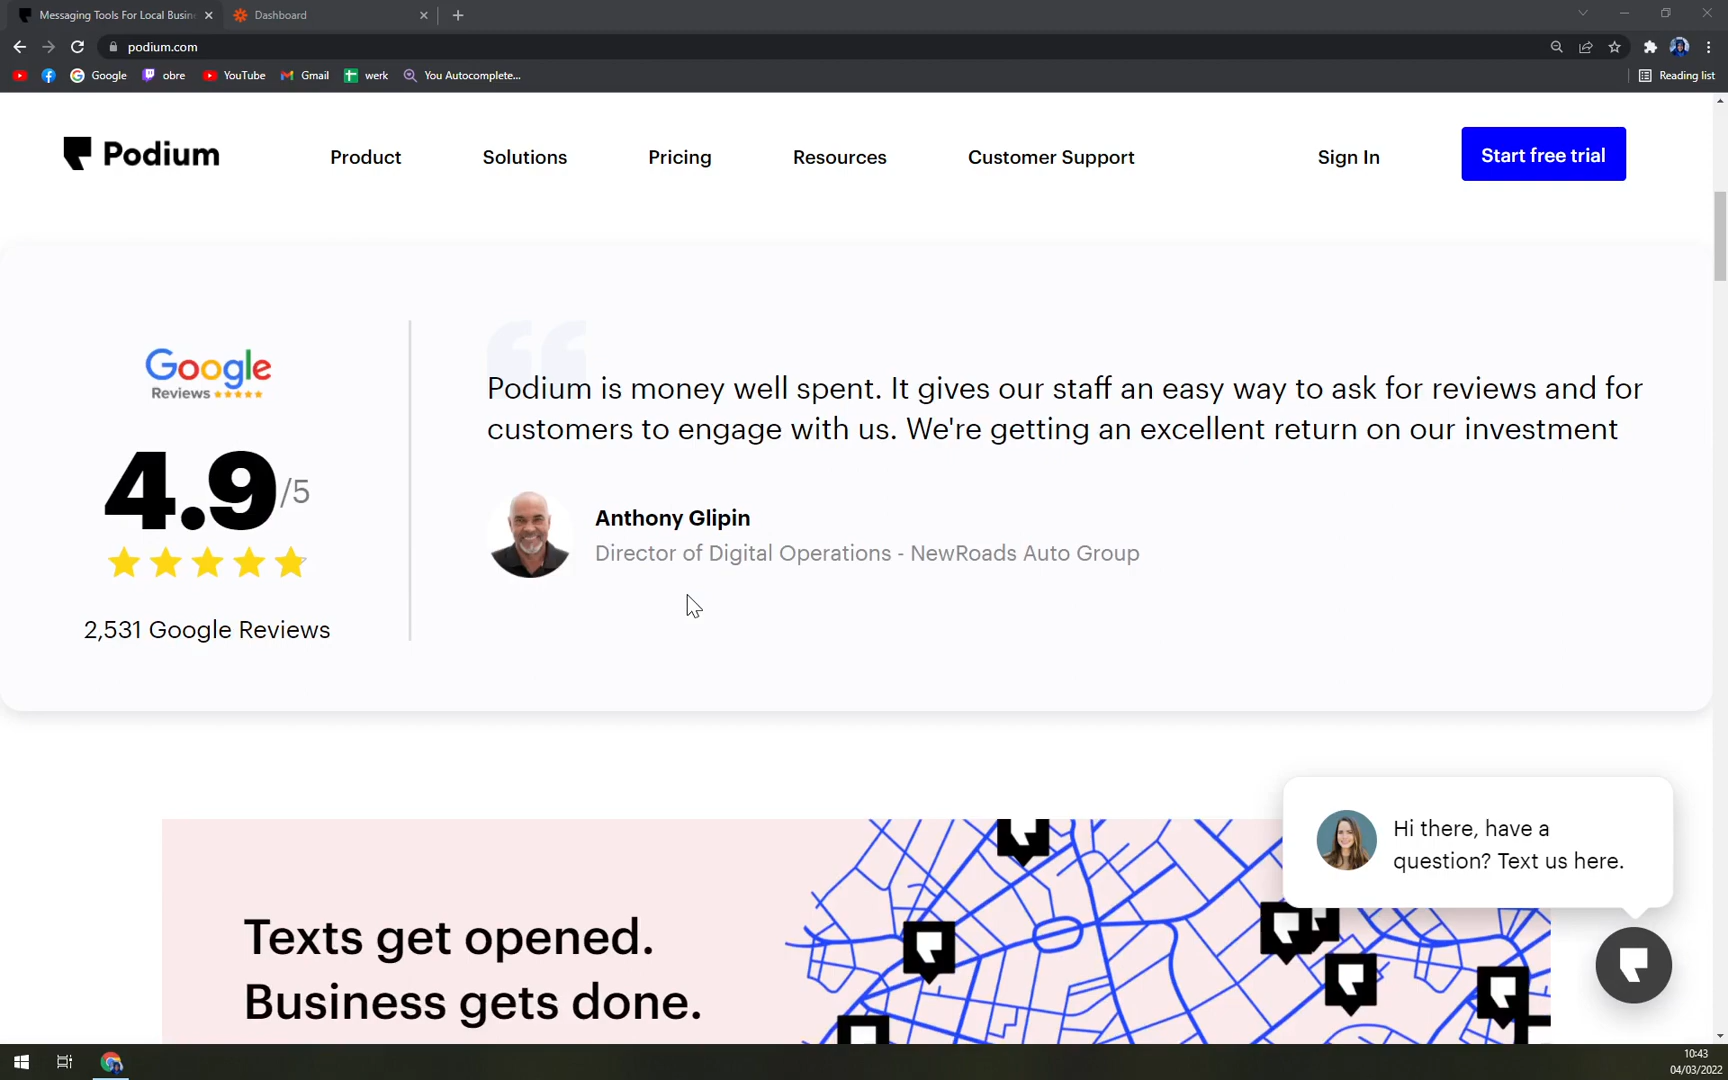 Messaging Tools For Local Busin
Dashboard
podium.com
Google
obre
YouTube
Gmail
werk
You Autocomplete...
Reading list
Podium
Product
Solutions
Pricing
Resources
Customer Support
Sign In
Start free trial
Google
Reviews
4.9/5
2,531 Google Reviews
Podium is money well spent. It gives our staff an easy way to ask for reviews and for
customers to engage with us. We're getting an excellent return on our investment
Anthony Glipin
Director of Digital Operations - NewRoads Auto Group
Texts get opened.
Business gets done.
Hi there, have a
question? Text us here.
10:43
04/03/2022